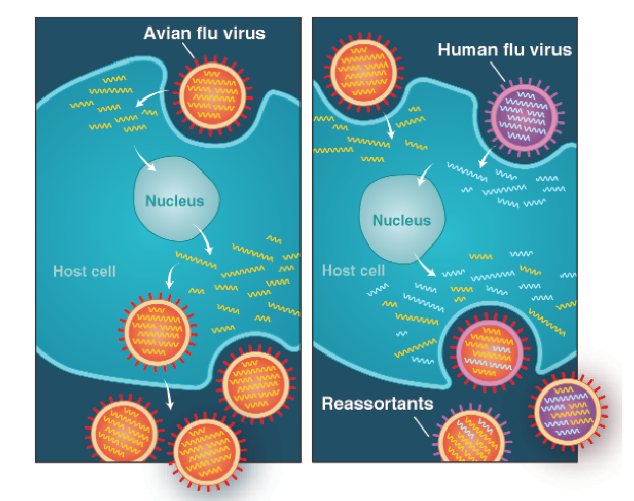 Avian flu virus
Nucleus
Host cell
Human flu virus
Nucleus
Host cell
Reassortants